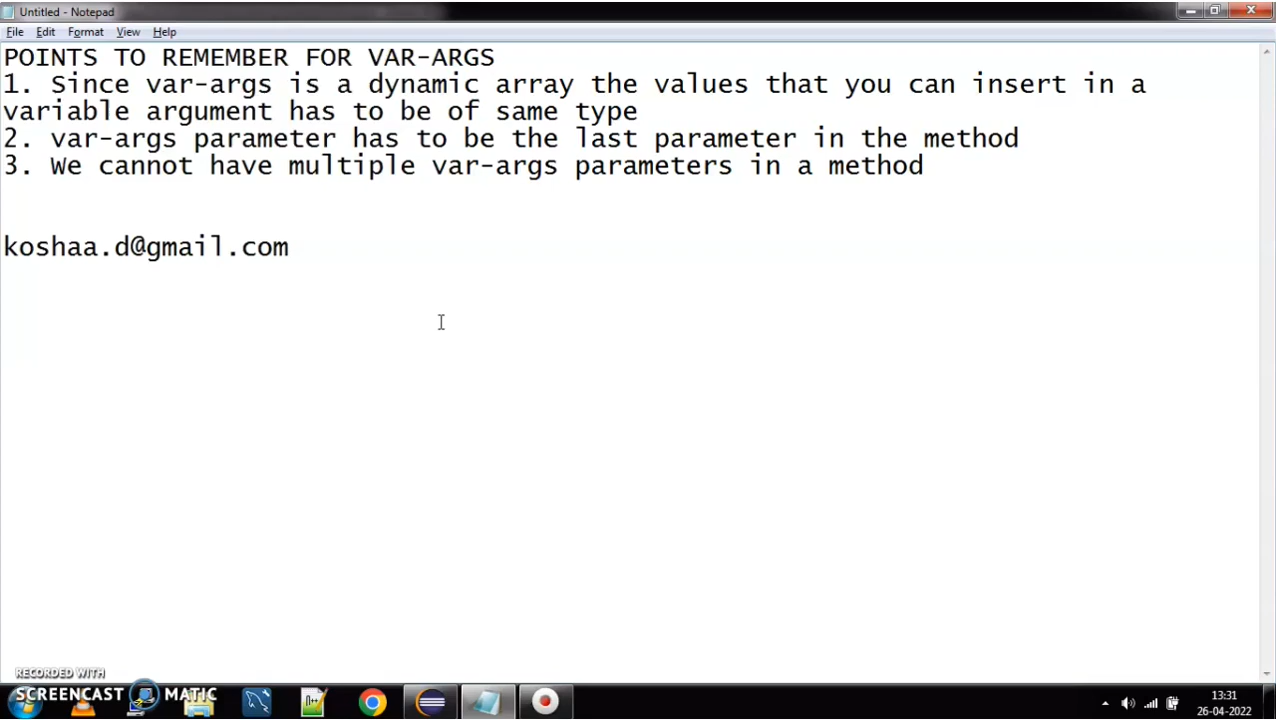 Untitled - Notepad
File Edit Format View Help
POINTS TO REMEMBER FOR VAR-ARGS
1. Since var-args is a dynamic array the values that you can insert in a
variable argument has to be of same type
2. var-args parameter has to be the last parameter in the method
3. We cannot have multiple var-args parameters in a method
koshaa.d@gmail.com
RECORDED WITH
SCREENCAST MATIC
13:31
26-04-2022